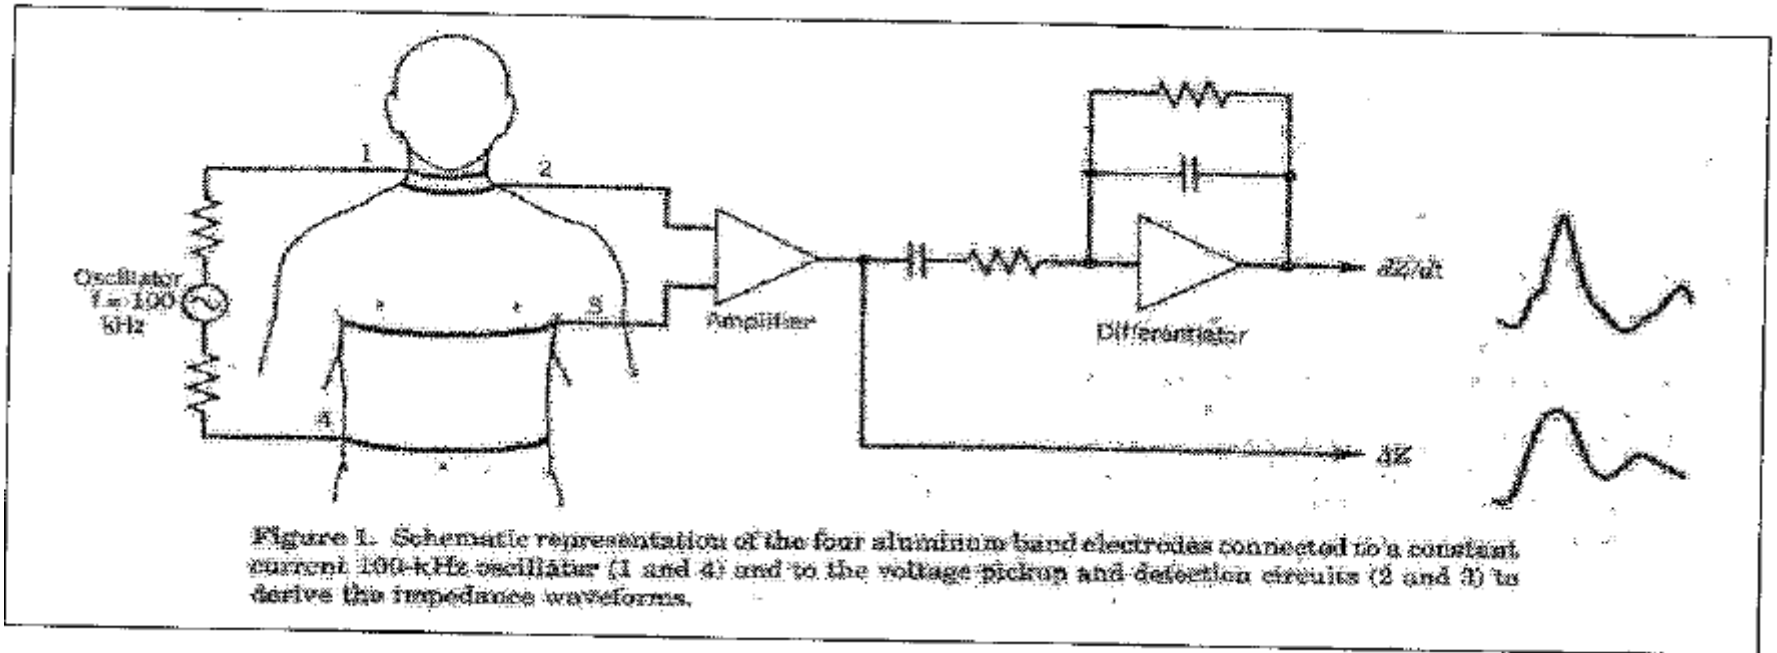 1
2
Oscillator
f = 100
kHz
3
Amplifier
Differentiator
dZ/dt
4
ΔZ
Figure 1. Schematic representation of the four aluminum band electrodes connected to a constant
current 100-kHz oscillator (1 and 4) and to the voltage pickup and detection circuits (2 and 3) to
derive the impedance waveforms.